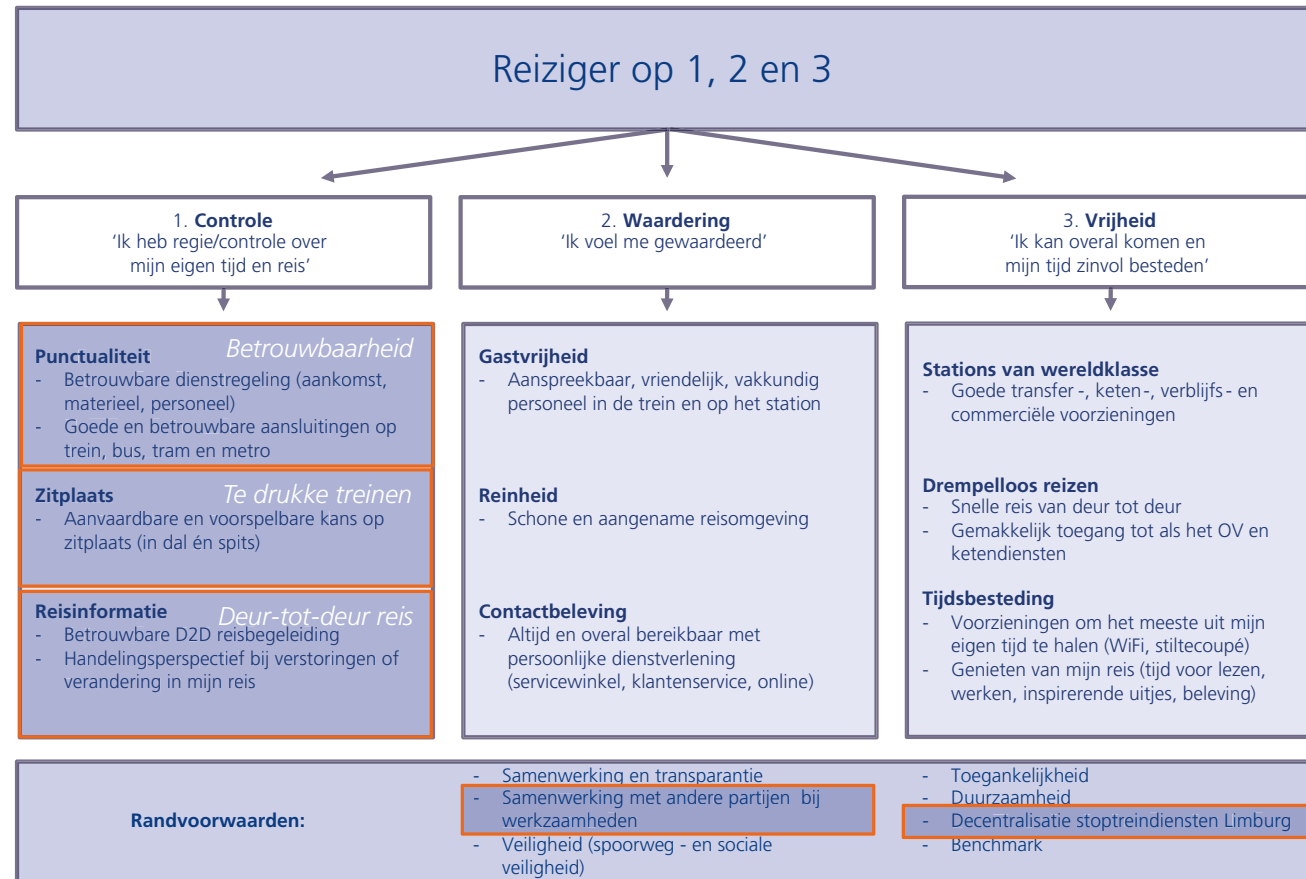 Reiziger op 1, 2 en 3
1. Controle
'Ik heb regie/controle over
mijn eigen tijd en reis'
2. Waardering
'Ik voel me gewaardeerd'
3. Vrijheid
'Ik kan overal komen en
mijn tijd zinvol besteden'
Punctualiteit
Betrouwbaarheid
- Betrouwbare dienstregeling (aankomst,
materieel, personeel)
- Goede en betrouwbare aansluitingen op
trein, bus, tram en metro
Zitplaats
Te drukke treinen
- Aanvaardbare en voorspelbare kans op
zitplaats (in dal én spits)
Reisinformatie
Deur-tot-deur reis
- Betrouwbare D2D reisbegeleiding
- Handelingsperspectief bij verstoringen of
verandering in mijn reis
Gastvrijheid
- Aanspreekbaar, vriendelijk, vakkundig
personeel in de trein en op het station
Reinheid
- Schone en aangename reisomgeving
Contactbeleving
- Altijd en overal bereikbaar met
persoonlijke dienstverlening
(servicewinkel, klantenservice, online)
Stations van wereldklasse
- Goede transfer -, keten -, verblijfs - en
commerciële voorzieningen
Drempelloos reizen
- Snelle reis van deur tot deur
- Gemakkelijk toegang tot als het OV en
ketendiensten
Tijdsbesteding
- Voorzieningen om het meeste uit mijn
eigen tijd te halen (WiFi, stiltecoupé)
- Genieten van mijn reis (tijd voor lezen,
werken, inspirerende uitjes, beleving)
Randvoorwaarden:
- Samenwerking en transparantie
- Samenwerking met andere partijen bij
werkzaamheden
- Veiligheid (spoorweg - en sociale
veiligheid)
- Toegankelijkheid
- Duurzaamheid
- Decentralisatie stoptreindiensten Limburg
- Benchmark